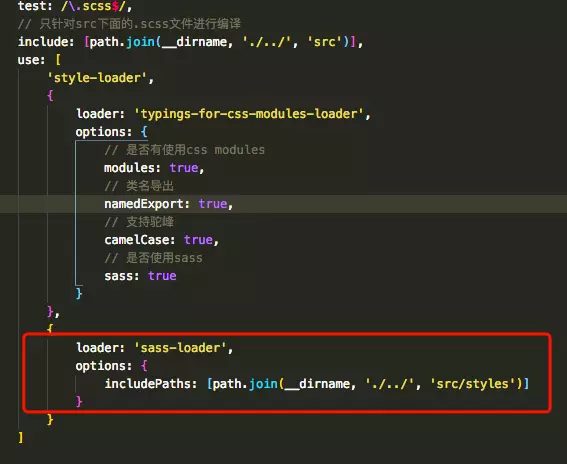 test: /\.scss$/,
// 只针对src下面的.scss文件进行编译
include: [path.join(__dirname, './../', 'src')],
use: [
'style-loader',
{
loader: 'typings-for-css-modules-loader',
options: {
// 是否有使用css modules
modules: true,
// 类名导出
namedExport: true,
// 支持驼峰
camelCase: true,
// 是否使用sass
sass: true
}
},
{
loader: 'sass-loader',
options: {
includePaths: [path.join(__dirname, './../', 'src/styles')]
}
}
]